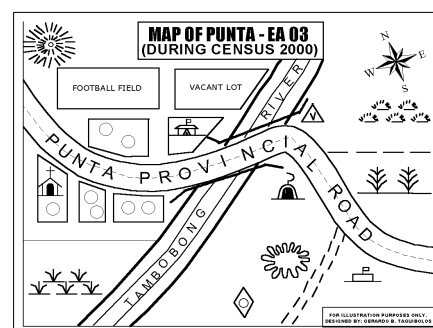 MAP OF PUNTA - EA 03
(DURING CENSUS 2000)
N
W
E
S
FOOTBALL FIELD
VACANT LOT
RIVER
V
PUNTA PROVINCIAL ROAD
TAMBOBONG
FOR ILLUSTRATION PURPOSES ONLY.
DESIGNED BY: GERARDO B. TAGUIBOLOS